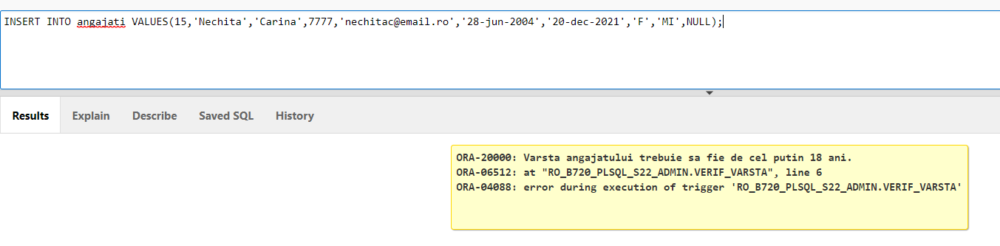 INSERT INTO angajati VALUES(15,'Nechita','Carina',7777,'nechitac@email.ro','28-jun-2004','20-dec-2021','F','MI',NULL);
Results Explain Describe Saved SQL History
ORA-20000: Varsta angajatului trebuie sa fie de cel putin 18 ani.
ORA-06512: at "RO_B720_PLSQL_S22_ADMIN.VERIF_VARSTA", line 6
ORA-04088: error during execution of trigger 'RO_B720_PLSQL_S22_ADMIN.VERIF_VARSTA'